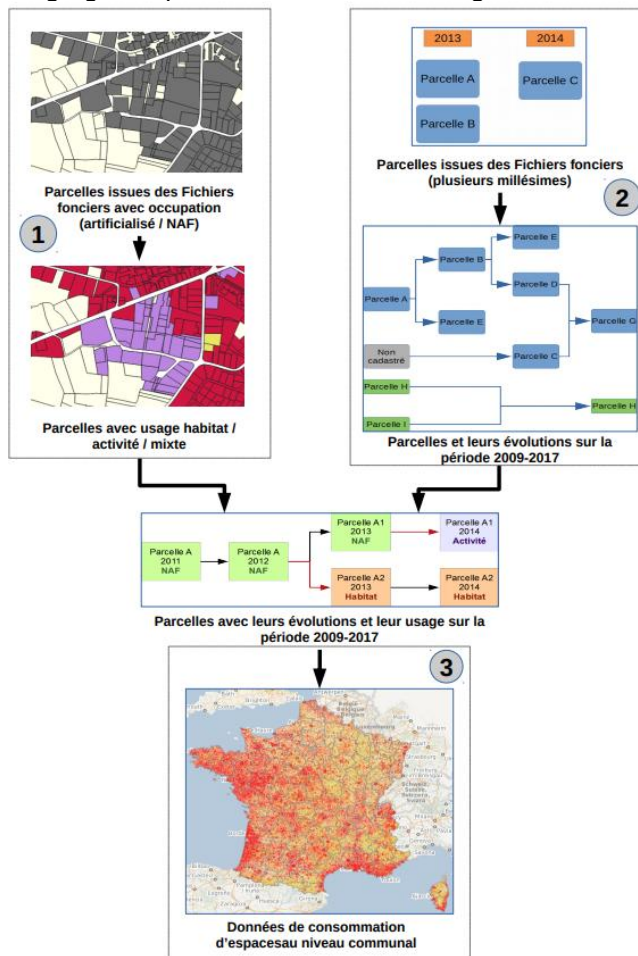 Parcelles issues des Fichiers
fonciers avec occupation
(artificialisé / NAF)
1
Parcelles avec usage habitat /
activité / mixte
2013
2014
Parcelle A
Parcelle C
Parcelle B
Parcelles issues des Fichiers fonciers
(plusieurs millésimes)
2
Parcelle E
Parcelle B
Parcelle D
Parcelle A
Parcelle G
Parcelle E
Non
cadastré
Parcelle C
Parcelle H
Parcelle H
Parcelle I
Parcelles et leurs évolutions sur la
période 2009-2017
Parcelle A
2011
NAF
Parcelle A
2012
NAF
Parcelle A1
2013
NAF
Parcelle A1
2014
Activité
Parcelle A2
2013
Habitat
Parcelle A2
2014
Habitat
Parcelles avec leurs évolutions et leur usage sur la
période 2009-2017
3
Données de consommation
d'espacesau niveau communal